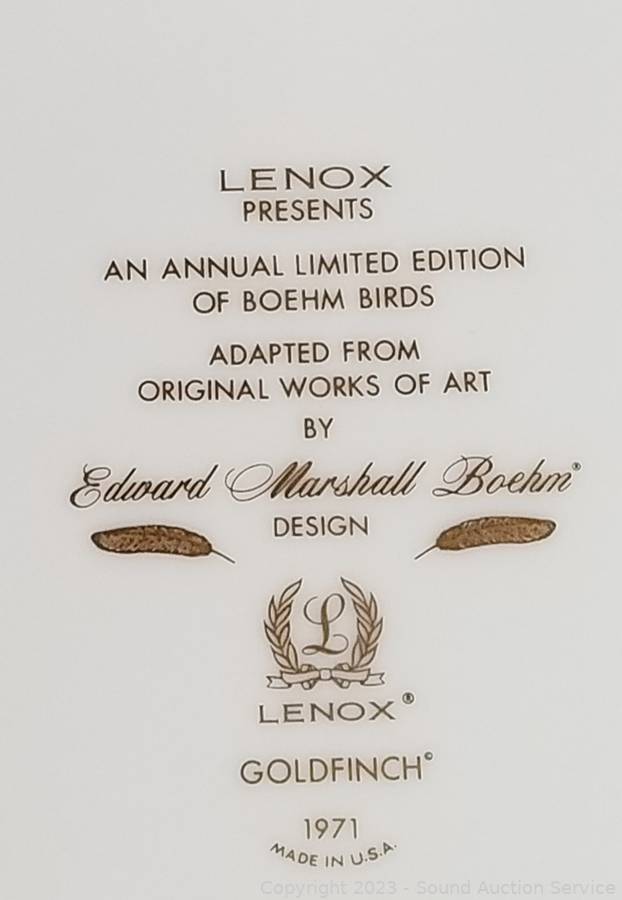 LENOX
PRESENTS
AN ANNUAL LIMITED EDITION
OF BOEHM BIRDS
ADAPTED FROM
ORIGINAL WORKS OF ART
BY
Edward Marshall Boehm®
DESIGN
L
LENOX®
GOLDFINCH©
1971
MADE IN U.S.A.
Copyright 2023 - Sound Auction Service